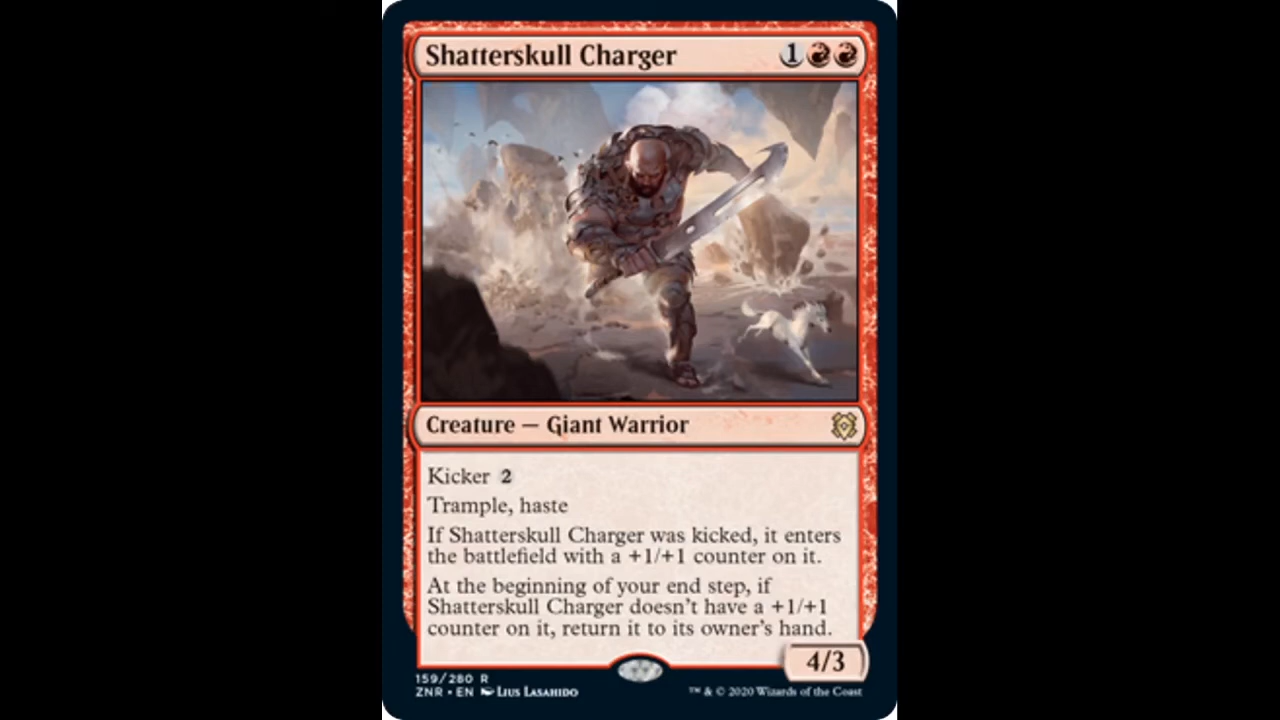 Shatterskull Charger 1
Creature — Giant Warrior
Kicker 2
Trample, haste
If Shatterskull Charger was kicked, it enters
the battlefield with a +1/+1 counter on it.
At the beginning of your end step, if
Shatterskull Charger doesn't have a +1/+1
counter on it, return it to its owner's hand.
4/3
159/280 R
ZNR • EN Lius Lasahido
™ & © 2020 Wizards of the Coast